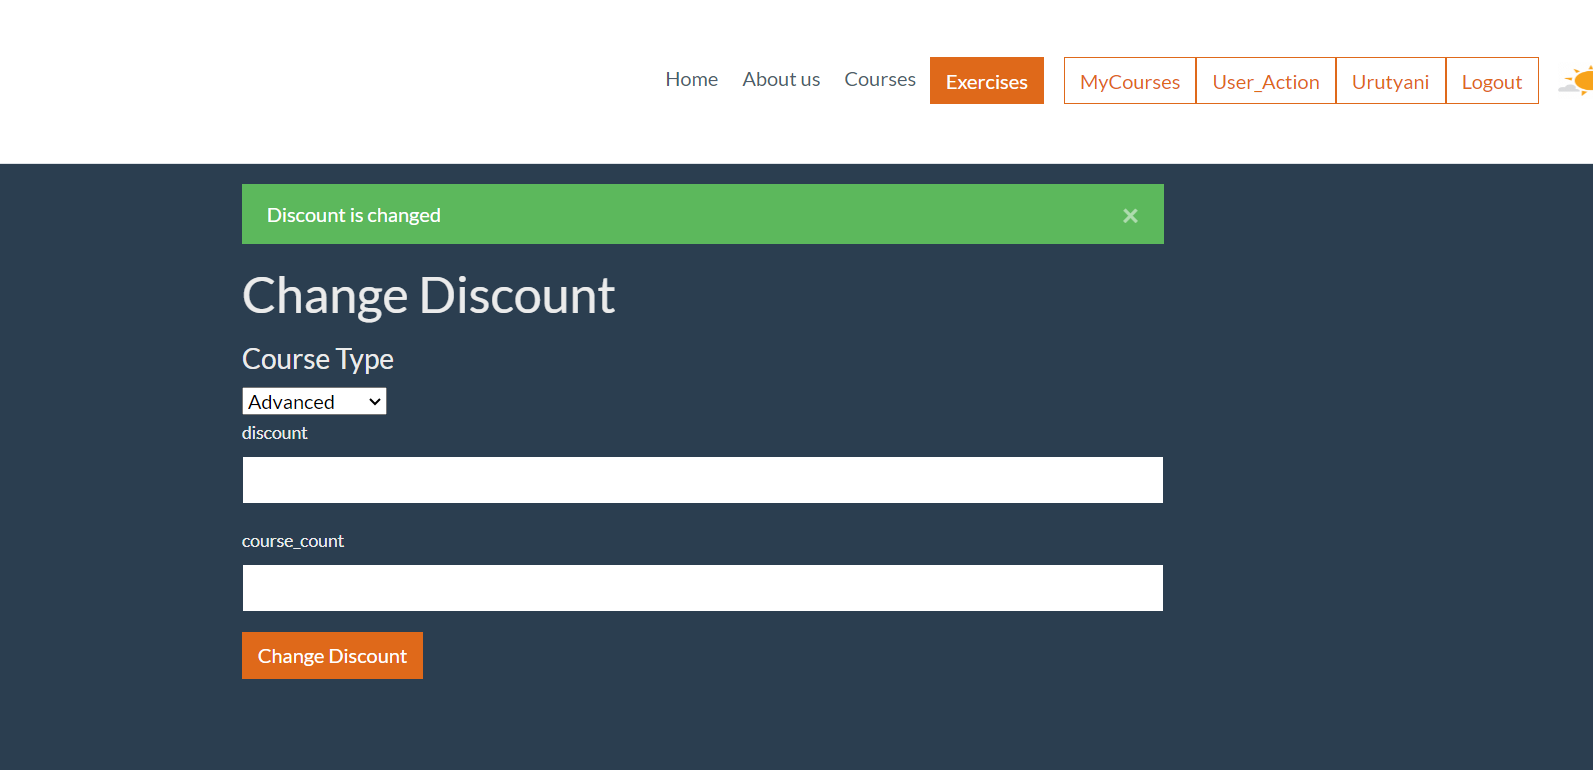 Home About us Courses Exercises MyCourses User_Action Urutyani Logout
Discount is changed ×
Change Discount
Course Type
Advanced
discount
course_count
Change Discount